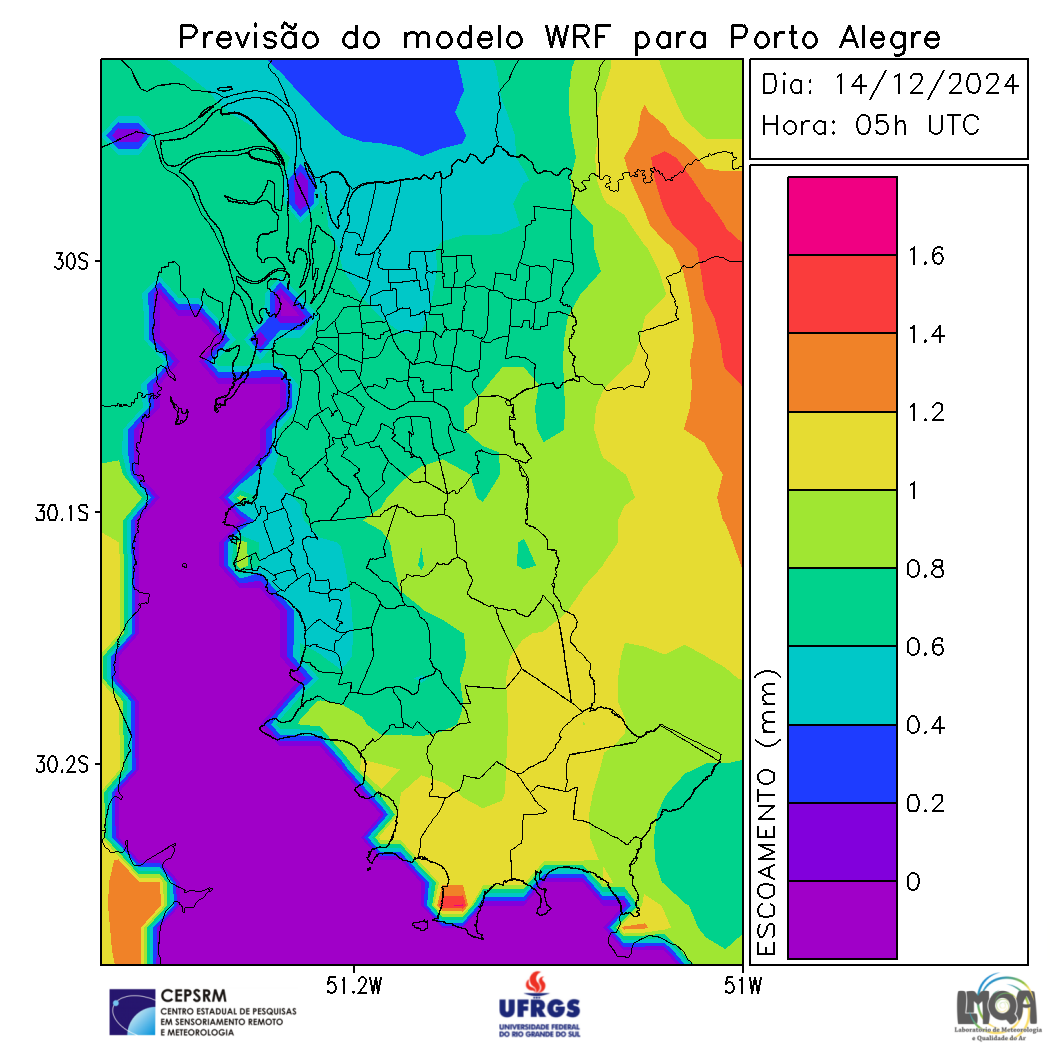 Previsão do modelo WRF para Porto Alegre
Dia: 14/12/2024
Hora: 05h UTC
30S
30.1S
30.2S
51.2W
51W
ESCOAMENTO (mm)
1.6
1.4
1.2
1
0.8
0.6
0.4
0.2
0
CEPSRM
CENTRO ESTADUAL DE PESQUISAS
EM SENSORIAMENTO REMOTO
E METEOROLOGIA
UFRGS
UNIVERSIDADE FEDERAL
DO RIO GRANDE DO SUL
LMQA
Laboratório de Meteorologia
e Qualidade do Ar